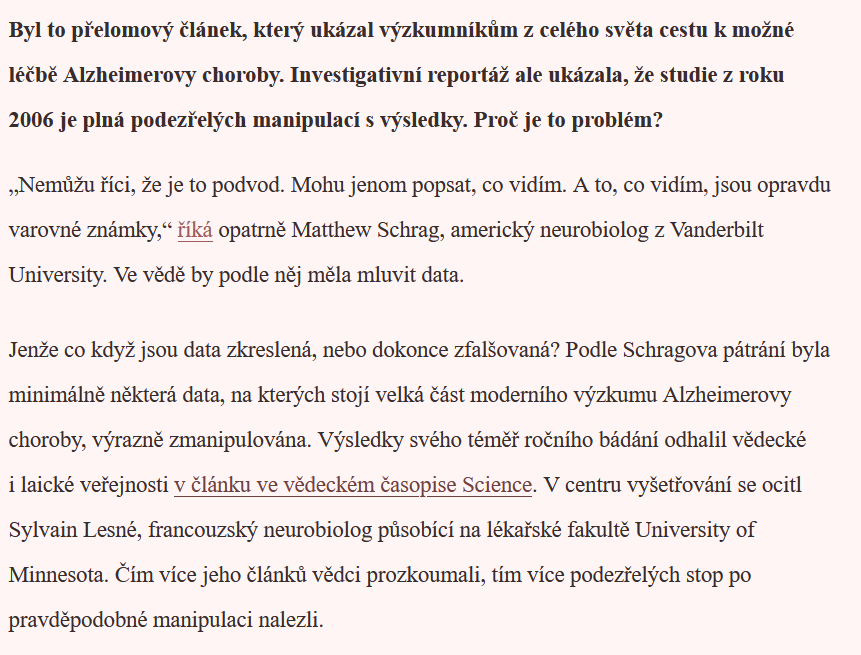 Byl to přelomový článek, který ukázal výzkumníkům z celého světa cestu k možné
léčbě Alzheimerovy choroby. Investigativní reportáž ale ukázala, že studie z roku
2006 je plná podezřelých manipulací s výsledky. Proč je to problém?
„Nemůžu říci, že je to podvod. Mohu jenom popsat, co vidím. A to, co vidím, jsou opravdu
varovné známky,“ říká opatrně Matthew Schrag, americký neurobiolog z Vanderbilt
University. Ve vědě by podle něj měla mluvit data.
Jenže co když jsou data zkreslená, nebo dokonce zfalšovaná? Podle Schragova pátrání byla
minimálně některá data, na kterých stojí velká část moderního výzkumu Alzheimerovy
choroby, výrazně zmanipulována. Výsledky svého téměř ročního bádání odhalil vědecké
i laické veřejnosti v článku ve vědeckém časopise Science. V centru vyšetřování se ocitl
Sylvain Lesné, francouzský neurobiolog působící na lékařské fakultě University of
Minnesota. Čím více jeho článků vědci prozkoumali, tím více podezřelých stop po
pravděpodobné manipulaci nalezli.